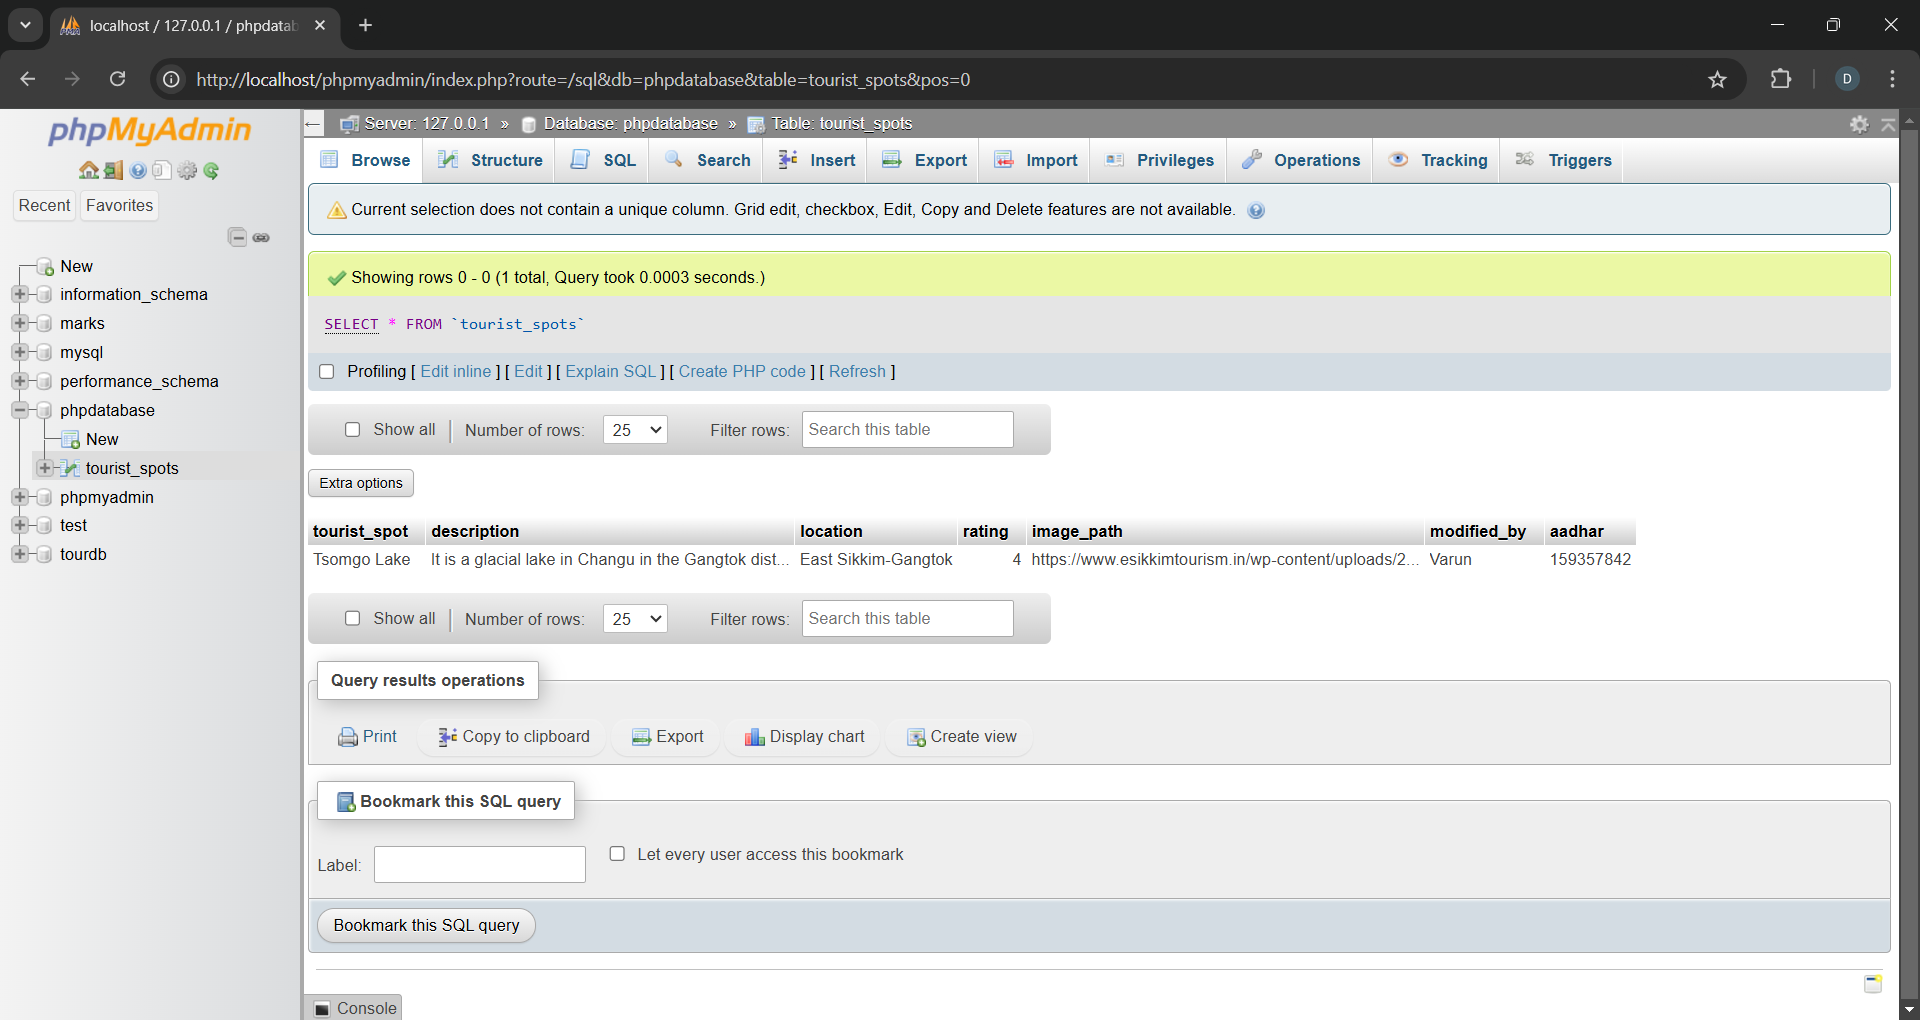 localhost / 127.0.0.1 / phpdatab
http://localhost/phpmyadmin/index.php?route=/sql&db=phpdatabase&table=tourist_spots&pos=0
D
phpMyAdmin
Recent
Favorites
New
information_schema
marks
mysql
performance_schema
phpdatabase
New
tourist_spots
phpmyadmin
test
tourdb
Server: 127.0.0.1 » Database: phpdatabase » Table: tourist_spots
Browse Structure SQL Search Insert Export Import Privileges Operations Tracking Triggers
Current selection does not contain a unique column. Grid edit, checkbox, Edit, Copy and Delete features are not available.
Showing rows 0 - 0 (1 total, Query took 0.0003 seconds.)
SELECT * FROM `tourist_spots`
Profiling [ Edit inline ] [ Edit ] [ Explain SQL ] [ Create PHP code ] [ Refresh ]
Show all | Number of rows: 25 Filter rows: Search this table
Extra options
tourist_spot description location rating image_path modified_by aadhar
Tsomgo Lake It is a glacial lake in Changu in the Gangtok dist... East Sikkim-Gangtok 4 https://www.esikkimtourism.in/wp-content/uploads/2... Varun 159357842
Show all | Number of rows: 25 Filter rows: Search this table
Query results operations
Print Copy to clipboard Export Display chart Create view
Bookmark this SQL query
Label: Let every user access this bookmark
Bookmark this SQL query
Console